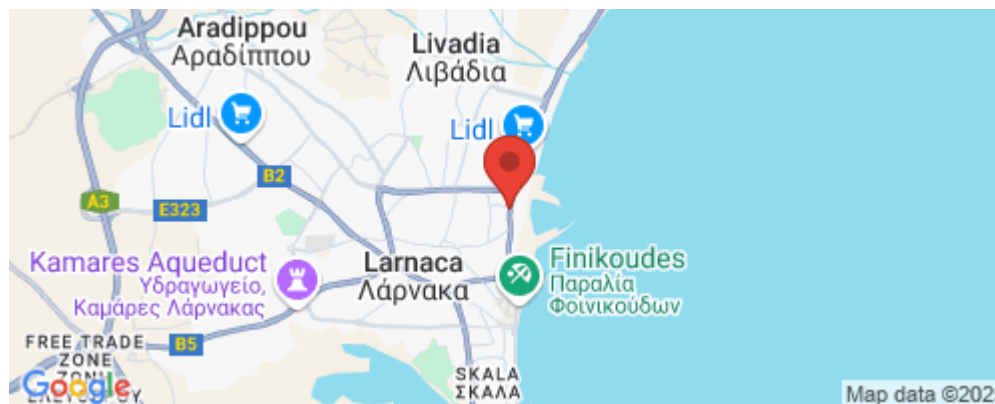 Aradippou
Αραδίππου
Livadia
Λιβάδια
Lidl
Lidl
B2
A3
E323
Kamares Aqueduct
Υδραγωγείο,
Καμάρες Λάρνακας
Larnaca
Λάρνακα
Finikoudes
Παραλία
Φοινικούδων
B5
FREE TRADE
ZONE
SKALA
ΣΚΑΛΑ
Google
Map data ©202